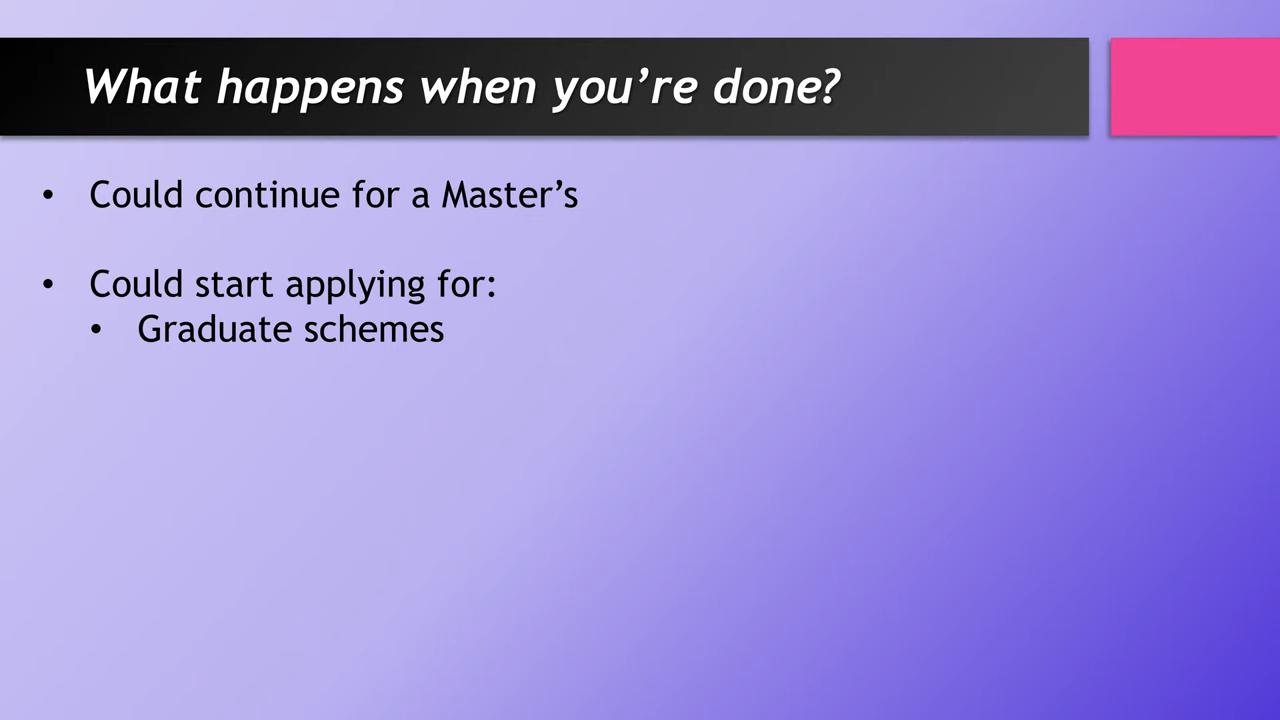 What happens when you’re done?
• Could continue for a Master’s
• Could start applying for:
• Graduate schemes